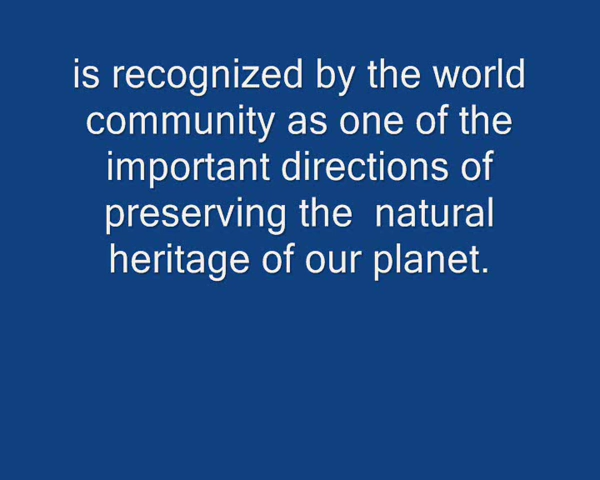 is recognized by the world
community as one of the
important directions of
preserving the  natural
heritage of our planet.